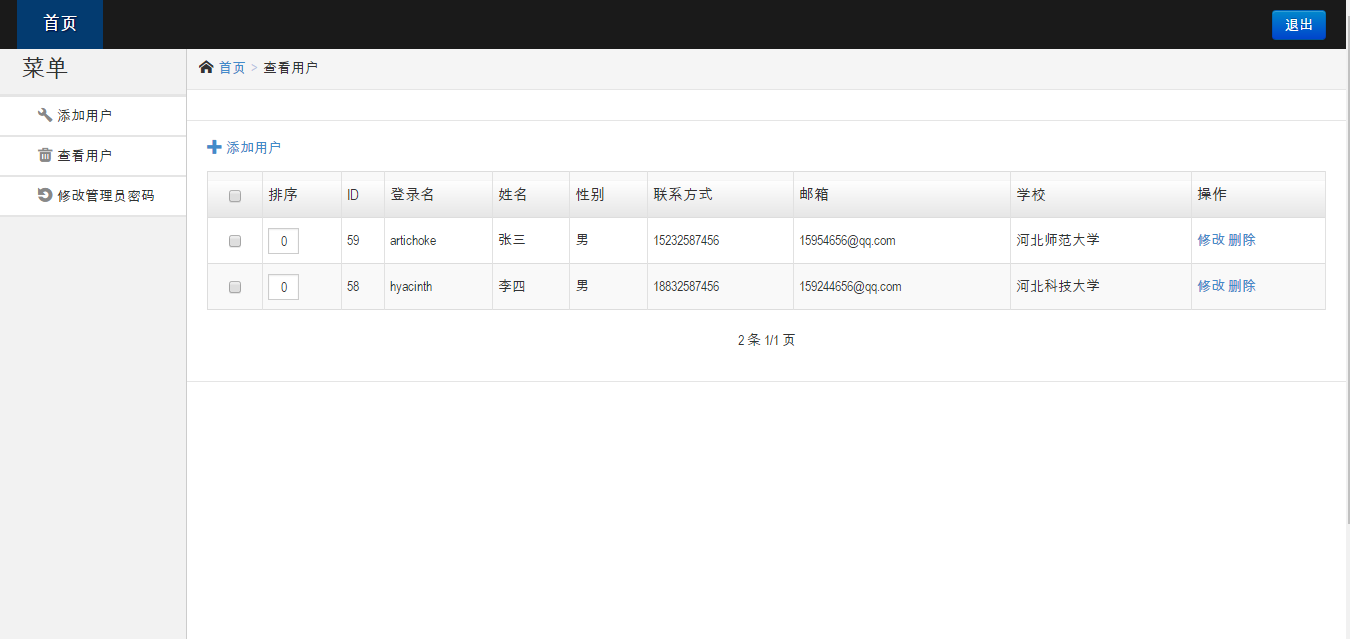 首页 退出
菜单
首页 > 查看用户
添加用户
查看用户
修改管理员密码
添加用户
排序 ID 登录名 姓名 性别 联系方式 邮箱 学校 操作
0 59 artichoke 张三 男 15232587456 15954656@qq.com 河北师范大学 修改 删除
0 58 hyacinth 李四 男 18832587456 159244656@qq.com 河北科技大学 修改 删除
2 条 1/1 页